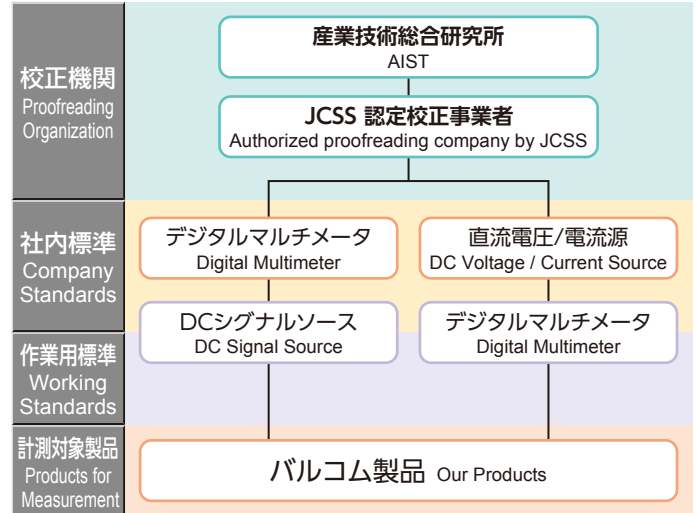 校正機関
Proofreading
Organization
産業技術総合研究所
AIST
JCSS 認定校正事業者
Authorized proofreading company by JCSS
社内標準
Company
Standards
デジタルマルチメータ
Digital Multimeter
直流電圧/電流源
DC Voltage / Current Source
DCシグナルソース
DC Signal Source
デジタルマルチメータ
Digital Multimeter
作業用標準
Working
Standards
計測対象製品
Products for
Measurement
バルコム製品 Our Products